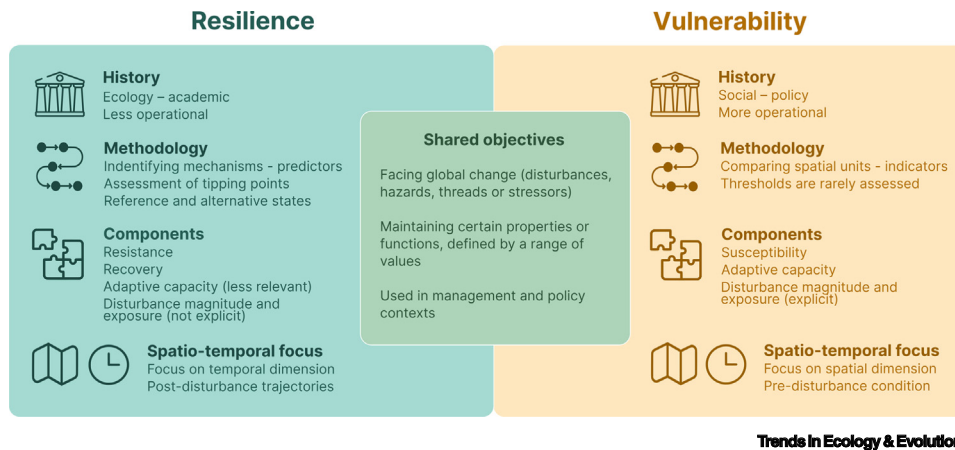 Resilience
Vulnerability
History
Ecology – academic
Less operational
Methodology
Indentifying mechanisms - predictors
Assessment of tipping points
Reference and alternative states
Components
Resistance
Recovery
Adaptive capacity (less relevant)
Disturbance magnitude and
exposure (not explicit)
Spatio-temporal focus
Focus on temporal dimension
Post-disturbance trajectories
Shared objectives
Facing global change (disturbances,
hazards, threads or stressors)
Maintaining certain properties or
functions, defined by a range of
values
Used in management and policy
contexts
History
Social – policy
More operational
Methodology
Comparing spatial units - indicators
Thresholds are rarely assessed
Components
Susceptibility
Adaptive capacity
Disturbance magnitude and
exposure (explicit)
Spatio-temporal focus
Focus on spatial dimension
Pre-disturbance condition
Trends in Ecology & Evolution